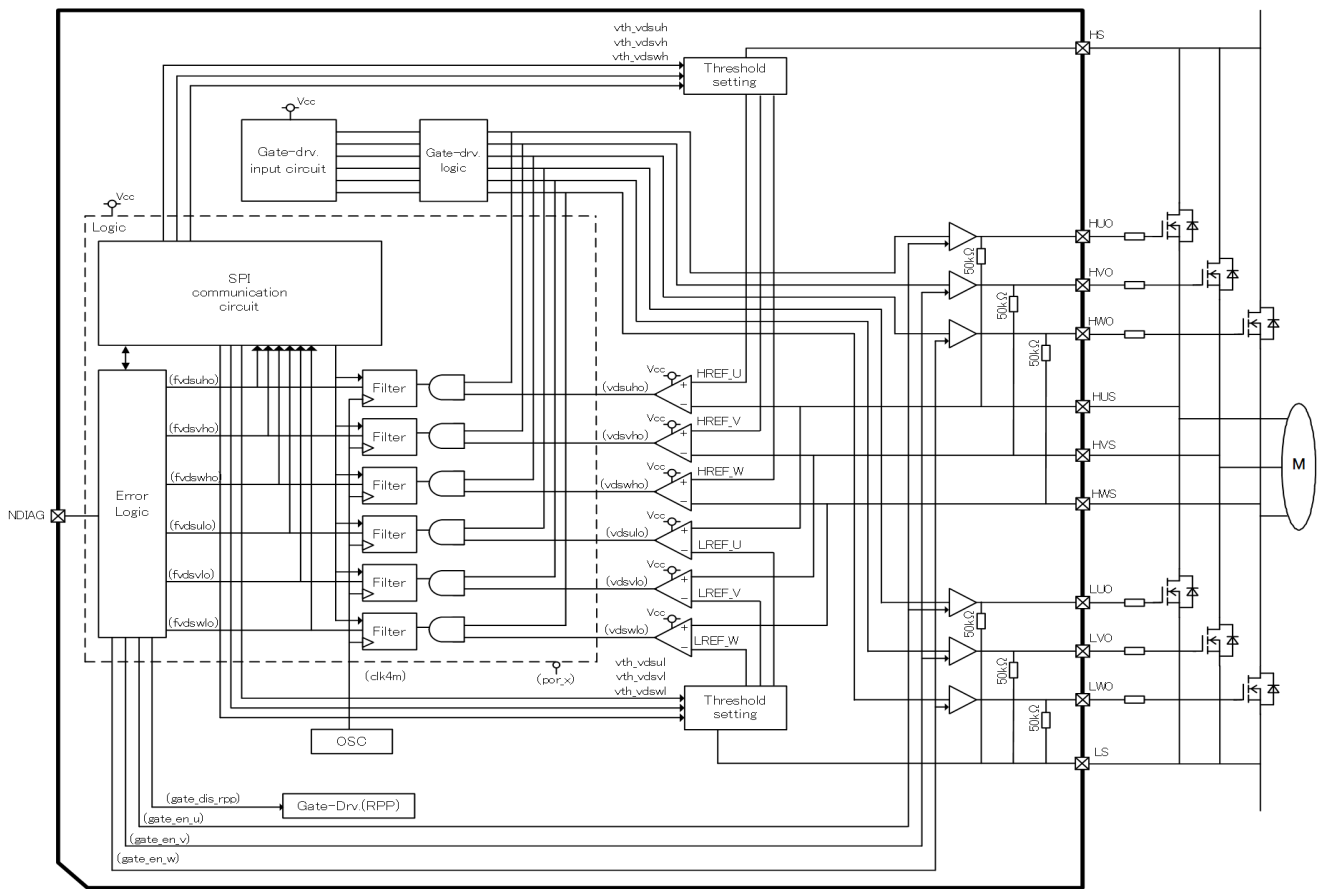 vth_vdsuh
vth_vdsvh
vth_vdswh
Threshold
setting
HS
Vcc
Gate-drv.
input circuit
Gate-drv.
logic
Vcc
Logic
SPI
communication
circuit
HUO
50kΩ
HVO
50kΩ
HWO
50kΩ
(fvdsuho)
Filter
(vdsuho)
Vcc
+
−
HREF_U
HUS
(fvdsvho)
Filter
(vdsvho)
Vcc
+
−
HREF_V
HVS
(fvdswho)
Filter
(vdswho)
Vcc
+
−
HREF_W
HWS
M
Error
Logic
NDIAG
(fvdsulo)
Filter
(vdsulo)
Vcc
+
−
LREF_U
(fvdsvlo)
Filter
(vdsvlo)
Vcc
+
−
LREF_V
LUO
50kΩ
(fvdswlo)
Filter
(vdswlo)
Vcc
+
−
LREF_W
LVO
50kΩ
(clk4m)
(por_x)
vth_vdsul
vth_vdsvl
vth_vdswl
Threshold
setting
LWO
50kΩ
OSC
LS
(gate_dis_rpp)
Gate-Drv.(RPP)
(gate_en_u)
(gate_en_v)
(gate_en_w)